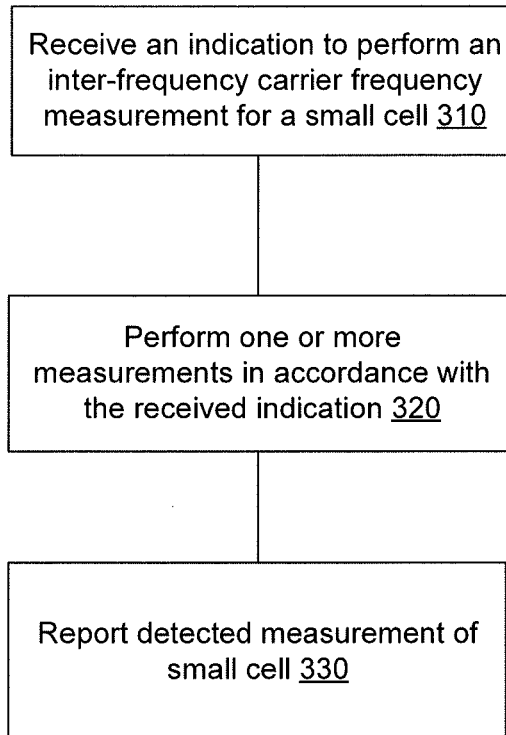 Receive an indication to perform an
inter-frequency carrier frequency
measurement for a small cell 310
Perform one or more
measurements in accordance with
the received indication 320
Report detected measurement of
small cell 330